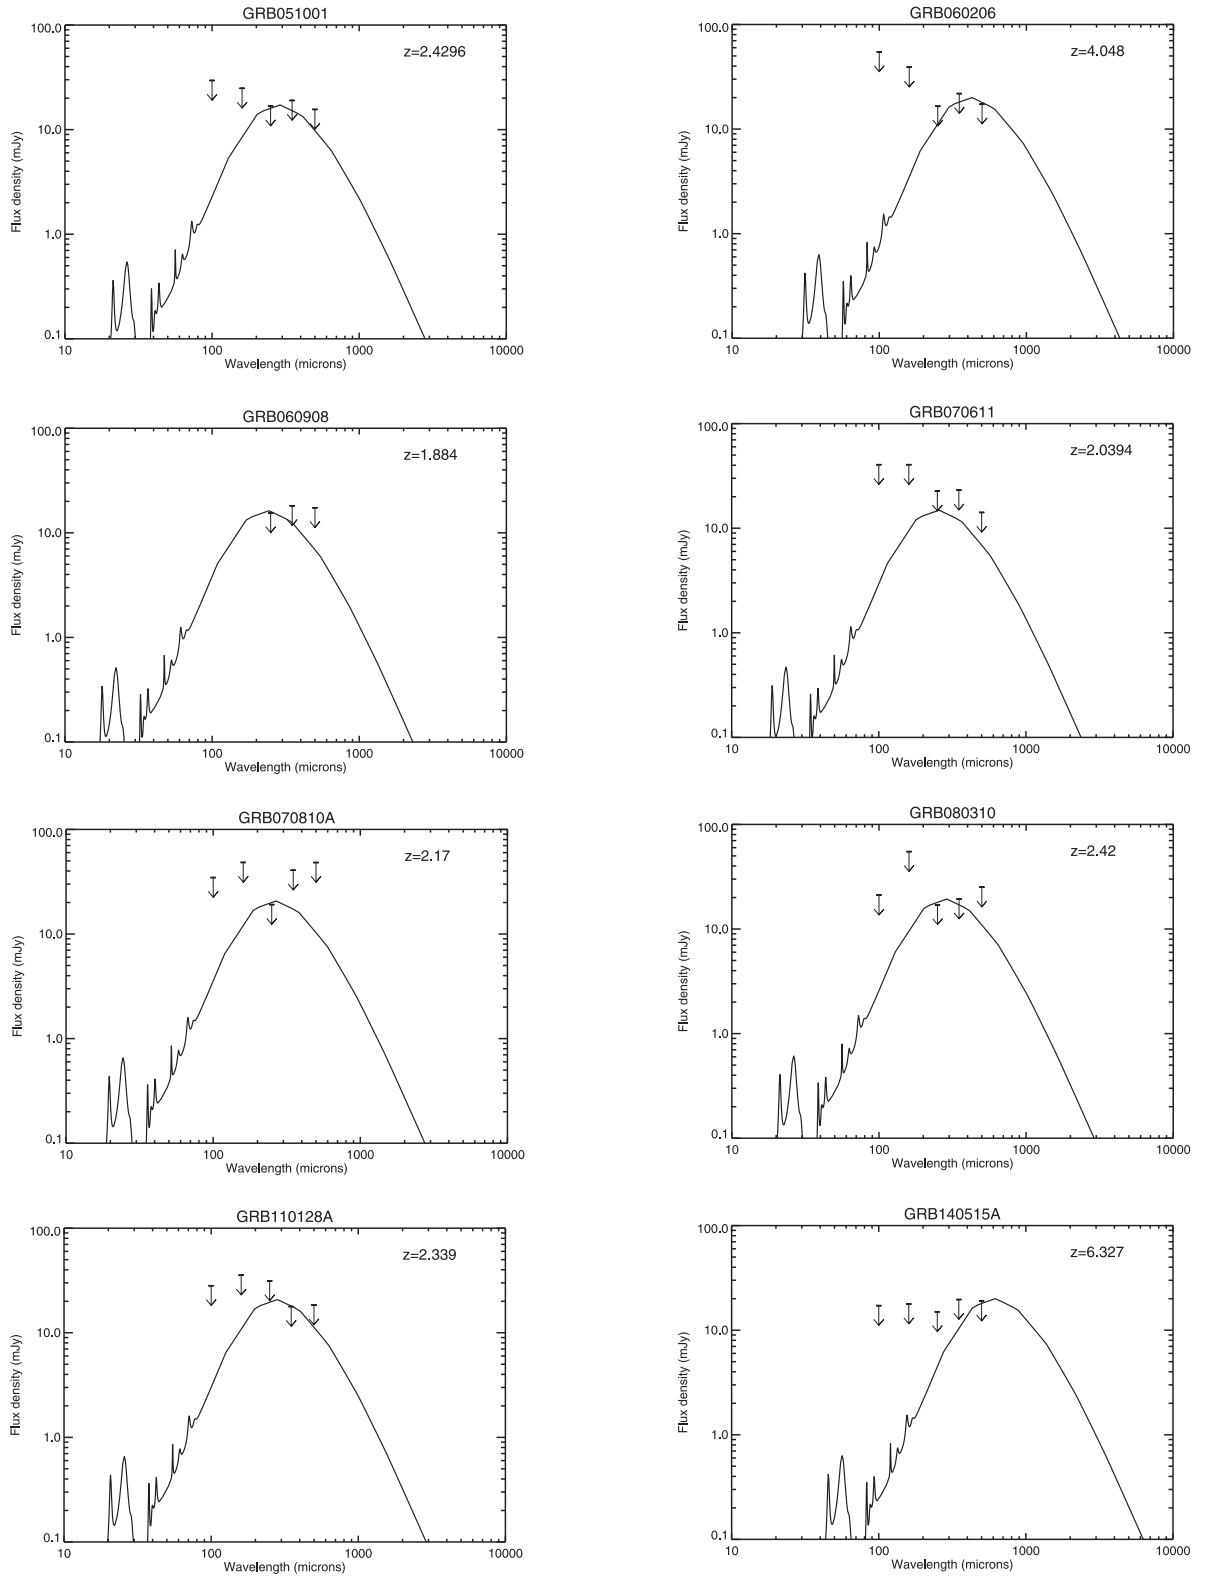 GRB051001
z=2.4296
100.0
10.0
1.0
0.1
Flux density (mJy)
10
100
1000
10000
Wavelength (microns)
GRB060206
z=4.048
100.0
10.0
1.0
0.1
Flux density (mJy)
10
100
1000
10000
Wavelength (microns)
GRB060908
z=1.884
100.0
10.0
1.0
0.1
Flux density (mJy)
10
100
1000
10000
Wavelength (microns)
GRB070611
z=2.0394
100.0
10.0
1.0
0.1
Flux density (mJy)
10
100
1000
10000
Wavelength (microns)
GRB070810A
z=2.17
100.0
10.0
1.0
0.1
Flux density (mJy)
10
100
1000
10000
Wavelength (microns)
GRB080310
z=2.42
100.0
10.0
1.0
0.1
Flux density (mJy)
10
100
1000
10000
Wavelength (microns)
GRB110128A
z=2.339
100.0
10.0
1.0
0.1
Flux density (mJy)
10
100
1000
10000
Wavelength (microns)
GRB140515A
z=6.327
100.0
10.0
1.0
0.1
Flux density (mJy)
10
100
1000
10000
Wavelength (microns)